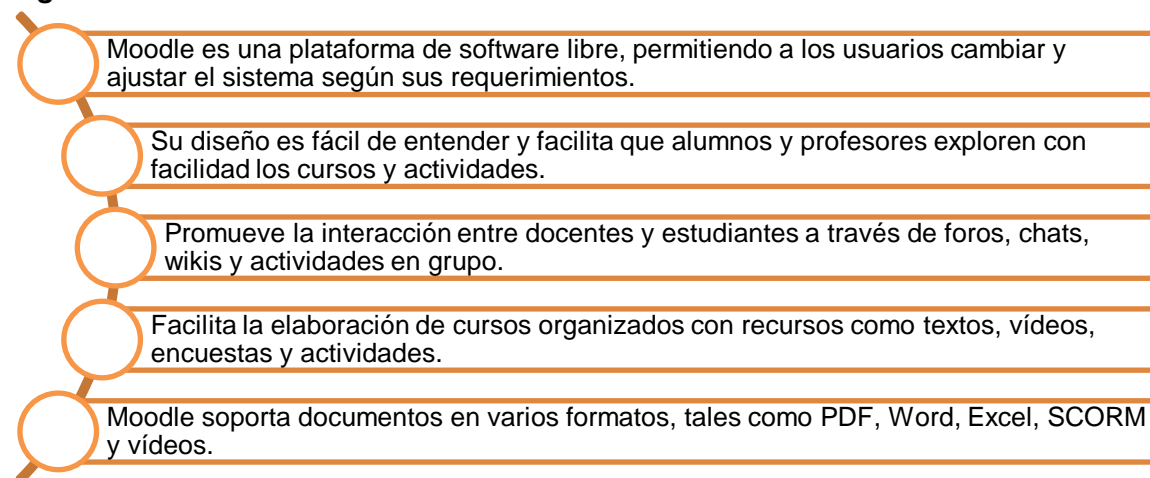 Moodle es una plataforma de software libre, permitiendo a los usuarios cambiar y
ajustar el sistema según sus requerimientos.
Su diseño es fácil de entender y facilita que alumnos y profesores exploren con
facilidad los cursos y actividades.
Promueve la interacción entre docentes y estudiantes a través de foros, chats,
wikis y actividades en grupo.
Facilita la elaboración de cursos organizados con recursos como textos, vídeos,
encuestas y actividades.
Moodle soporta documentos en varios formatos, tales como PDF, Word, Excel, SCORM
y vídeos.